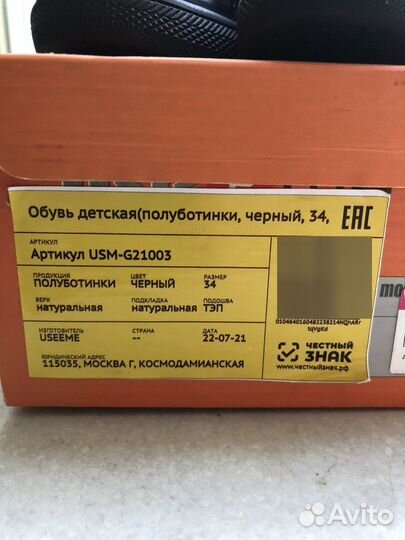 Обувь детская(полуботинки, черный, 34,
EAC
АРТИКУЛ
Артикул USM-G21003
ПРОДУКЦИЯ ЦВЕТ РАЗМЕР
ПОЛУБОТИНКИ ЧЕРНЫЙ 34
ВЕРХ ПОДКЛАДКА ПОДОШВА
натуральная натуральная ТЭП
ИЗГОТОВИТЕЛЬ СТРАНА ДАТА
USEEME -- 22-07-21
ЮРИДИЧЕСКИЙ АДРЕС
115035, МОСКВА Г, КОСМОДАМИАНСКАЯ
ЧЕСТНЫЙ
ЗНАК
www.честныйзнак.рф
Avito